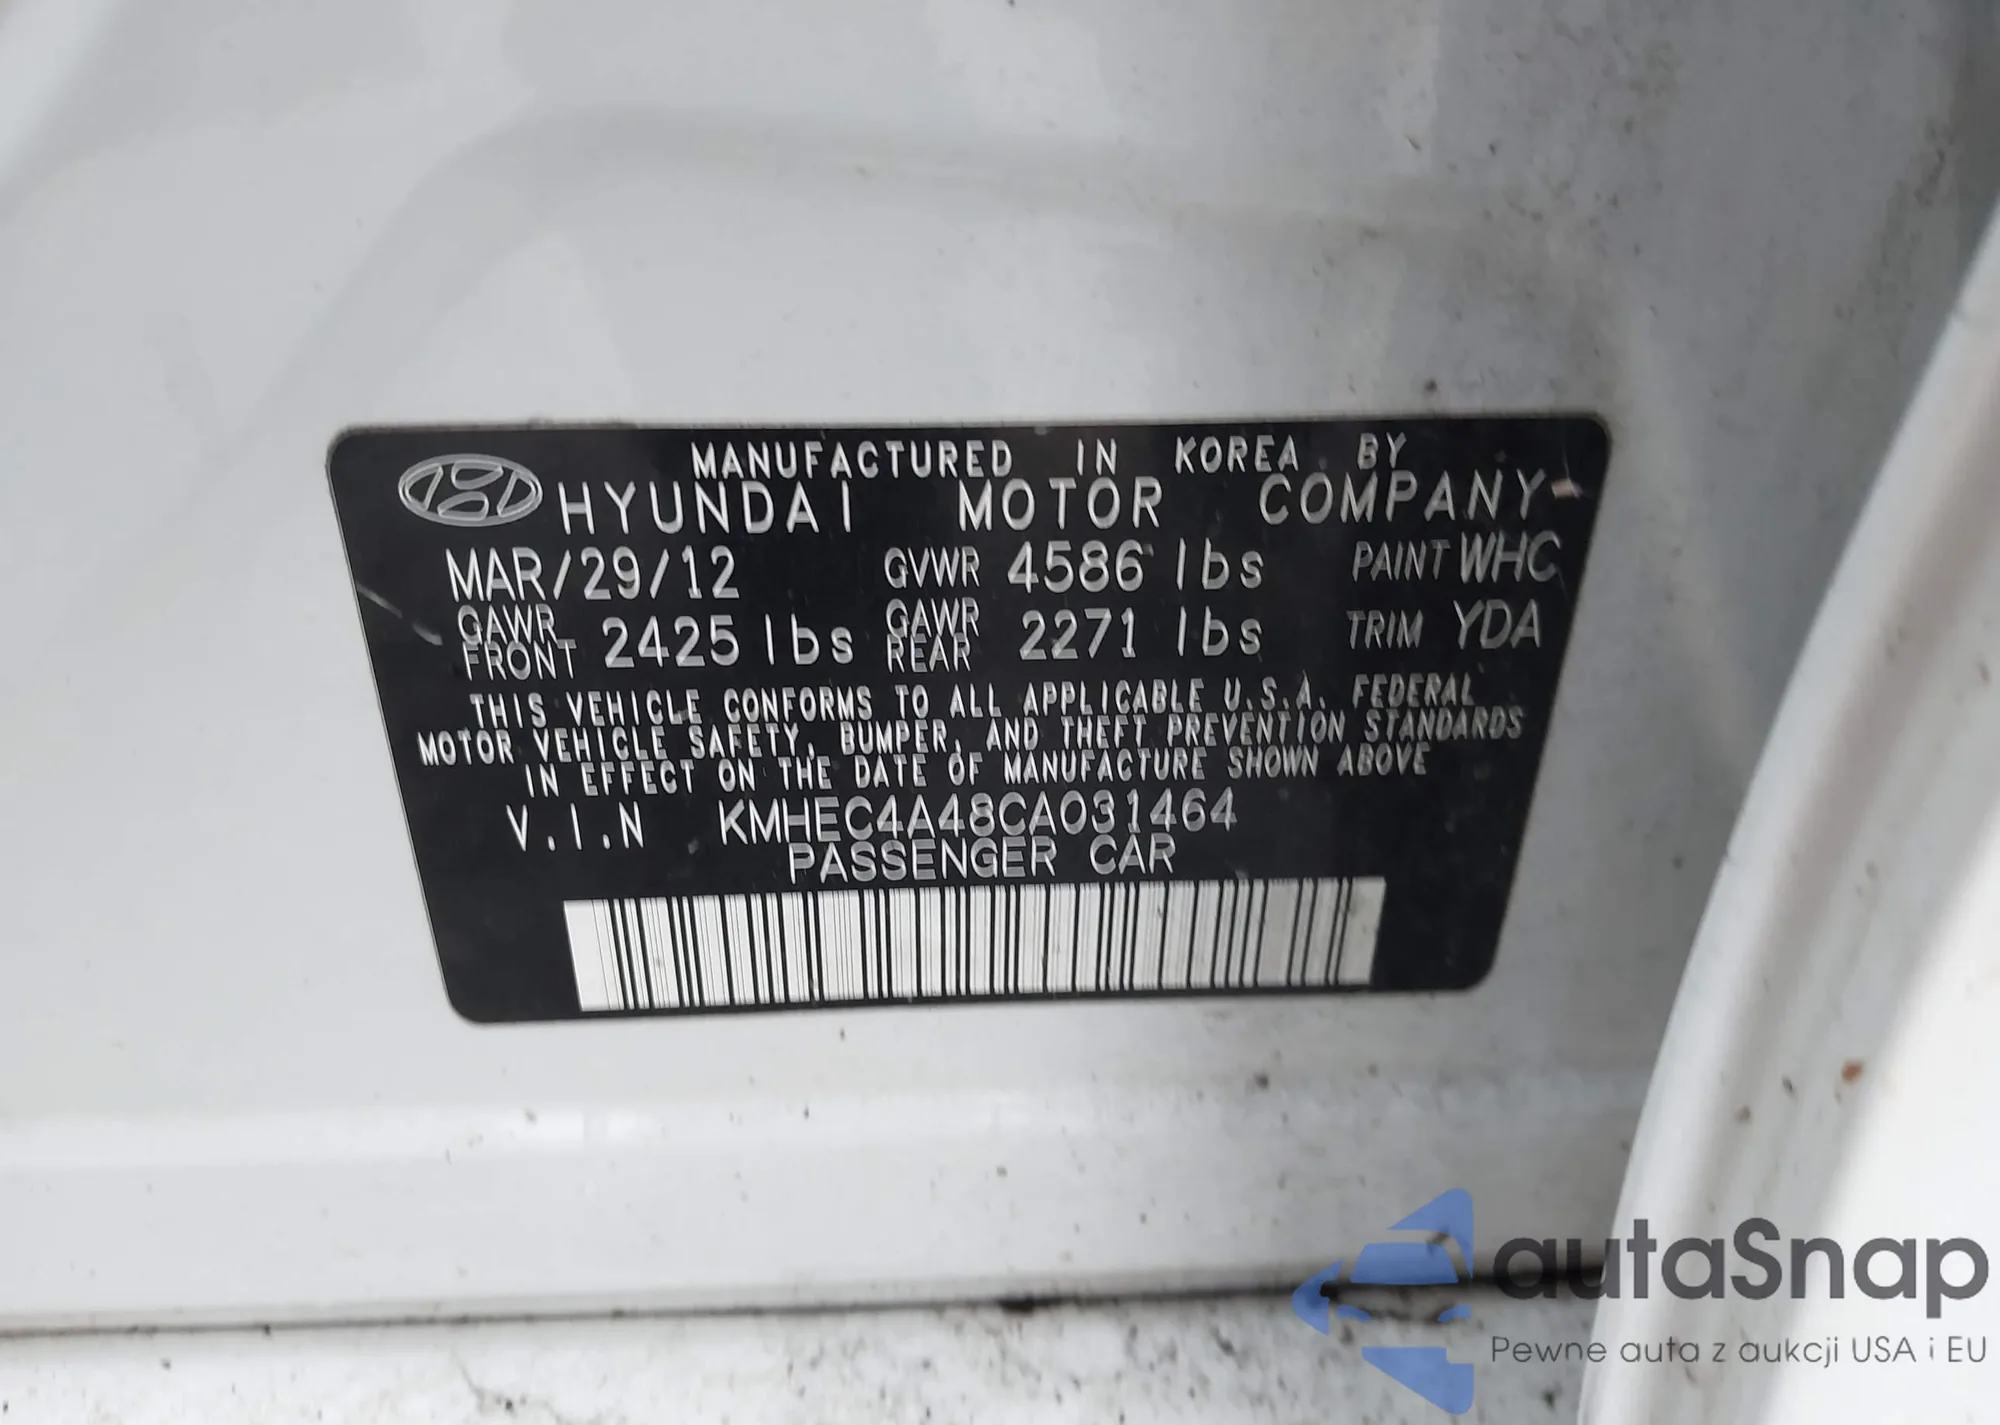 MANUFACTURED IN KOREA BY
HYUNDAI MOTOR COMPANY
MAR/29/12 GVWR 4586 lbs PAINT WHC
GAWR FRONT 2425 lbs GAWR REAR 2271 lbs TRIM YDA
THIS VEHICLE CONFORMS TO ALL APPLICABLE U.S.A. FEDERAL
MOTOR VEHICLE SAFETY, BUMPER, AND THEFT PREVENTION STANDARDS
IN EFFECT ON THE DATE OF MANUFACTURE SHOWN ABOVE
V.I.N KMHEC4A48CA031464
PASSENGER CAR
autaSnap
Pewne auta z aukcji USA i EU